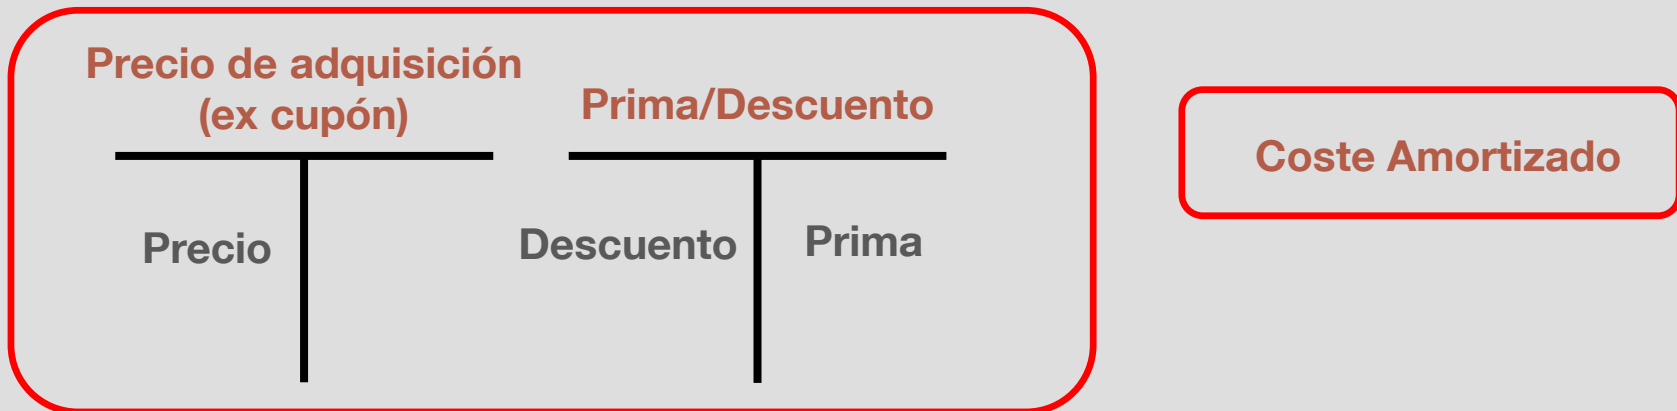 Precio de adquisición
(ex cupón)
Prima/Descuento
Precio
Descuento
Prima
Coste Amortizado